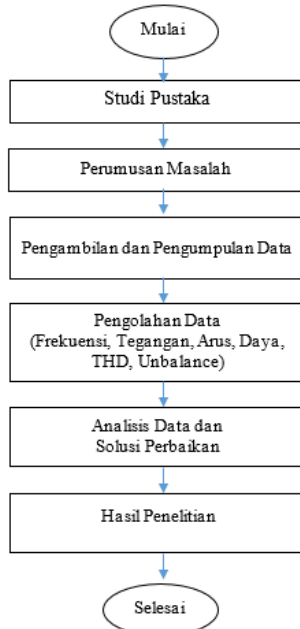 Mulai
Studi Pustaka
Perumusan Masalah
Pengambilan dan Pengumpulan Data
Pengolahan Data
(Frekuensi, Tegangan, Arus, Daya,
THD, Unbalance)
Analisis Data dan
Solusi Perbaikan
Hasil Penelitian
Selesai